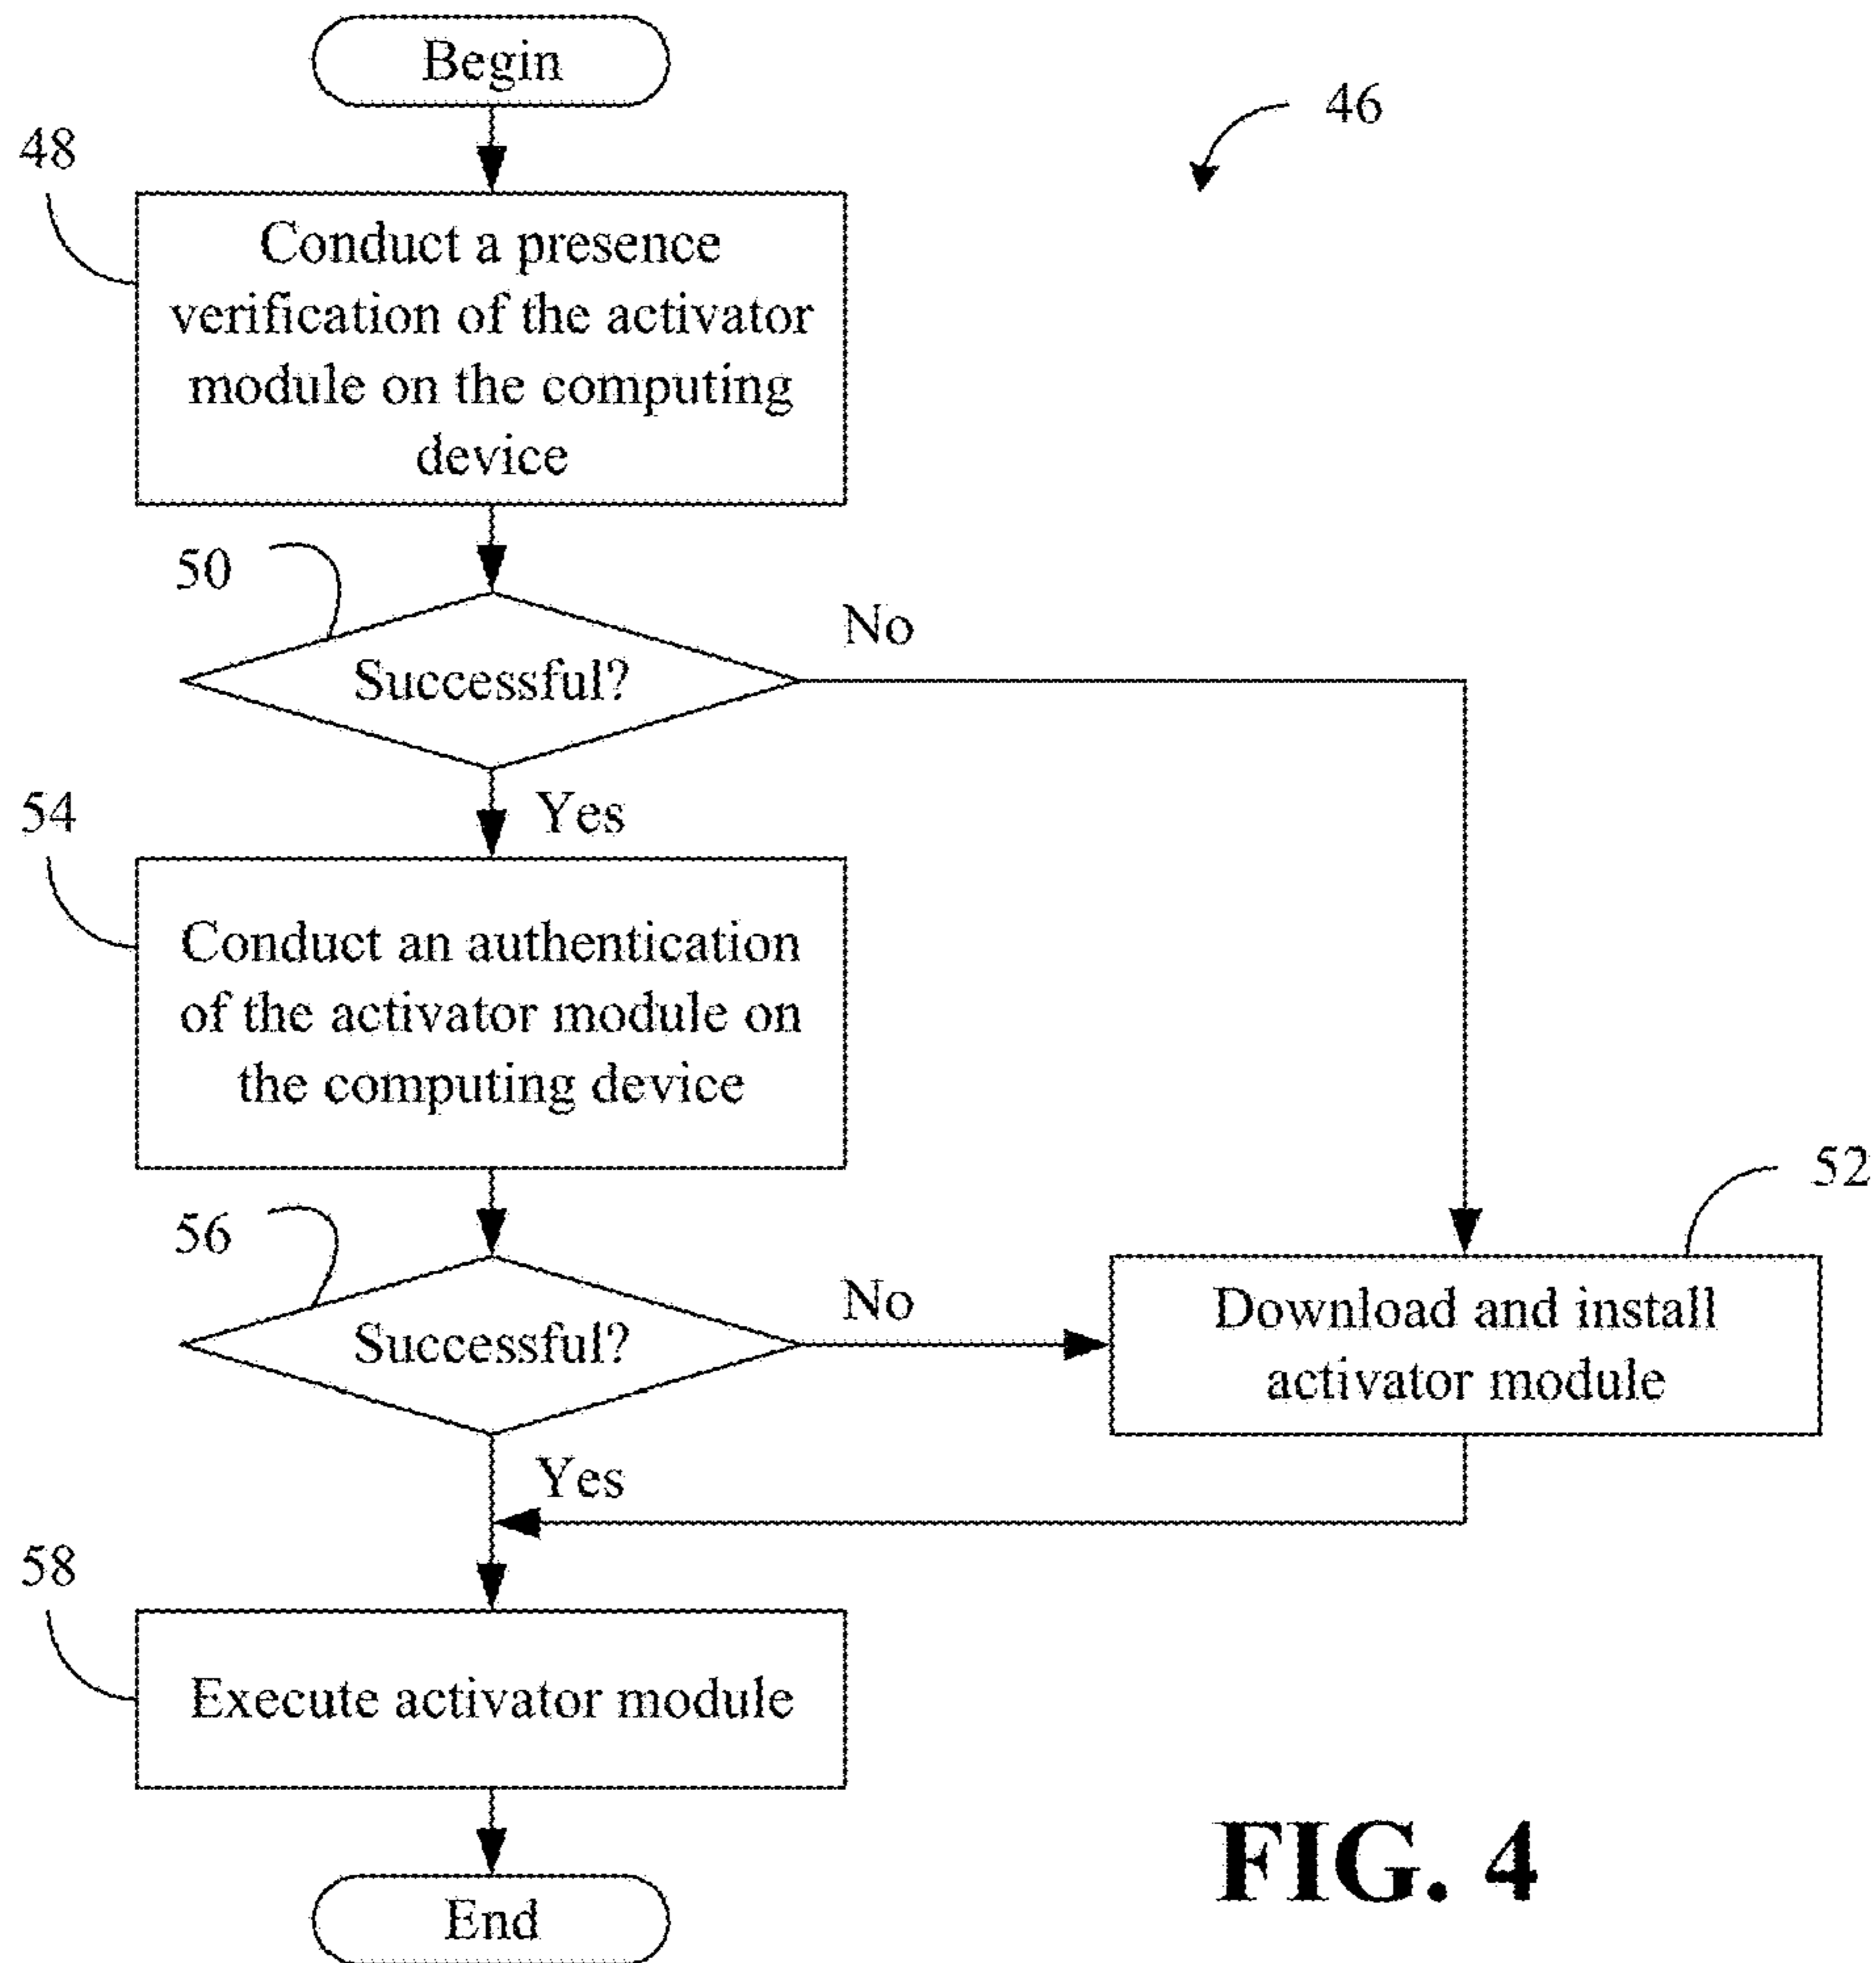 Begin
46
48
Conduct a presence
verification of the activator
module on the computing
device
50
Successful?
No
Yes
54
Conduct an authentication
of the activator module on
the computing device
52
56
Successful?
No
Download and install
activator module
Yes
58
Execute activator module
End
FIG. 4